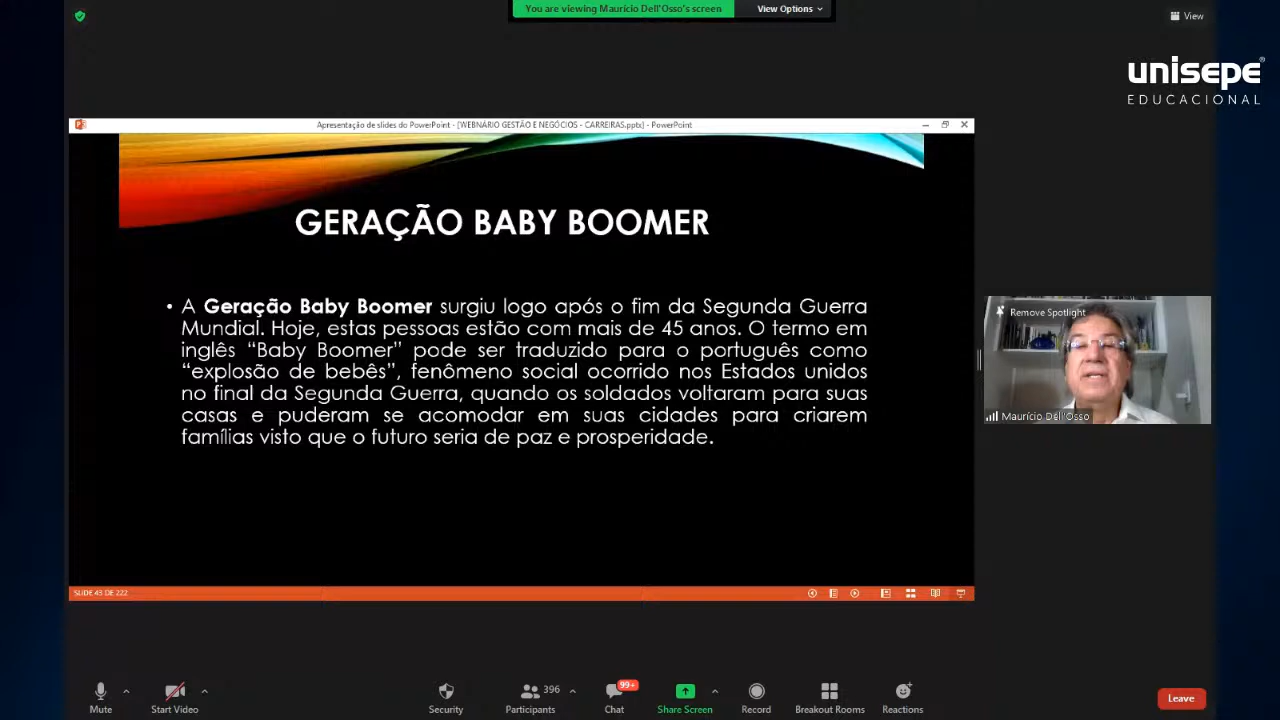 You are viewing Maurício Dell'Osso's screen
View Options
View
unisepe
EDUCACIONAL
Apresentação de slides do PowerPoint - [WEBNÁRIO GESTÃO E NEGÓCIOS - CARREIRAS.pptx] - PowerPoint
GERAÇÃO BABY BOOMER
• A Geração Baby Boomer surgiu logo após o fim da Segunda Guerra
Mundial. Hoje, estas pessoas estão com mais de 45 anos. O termo em
inglês “Baby Boomer” pode ser traduzido para o português como
“explosão de bebês”, fenômeno social ocorrido nos Estados unidos
no final da Segunda Guerra, quando os soldados voltaram para suas
casas e puderam se acomodar em suas cidades para criarem
famílias visto que o futuro seria de paz e prosperidade.
Remove Spotlight
Maurício Dell'Osso
SLIDE 43 DE 222
396
99+
Mute
Start Video
Security
Participants
Chat
Share Screen
Record
Breakout Rooms
Reactions
Leave